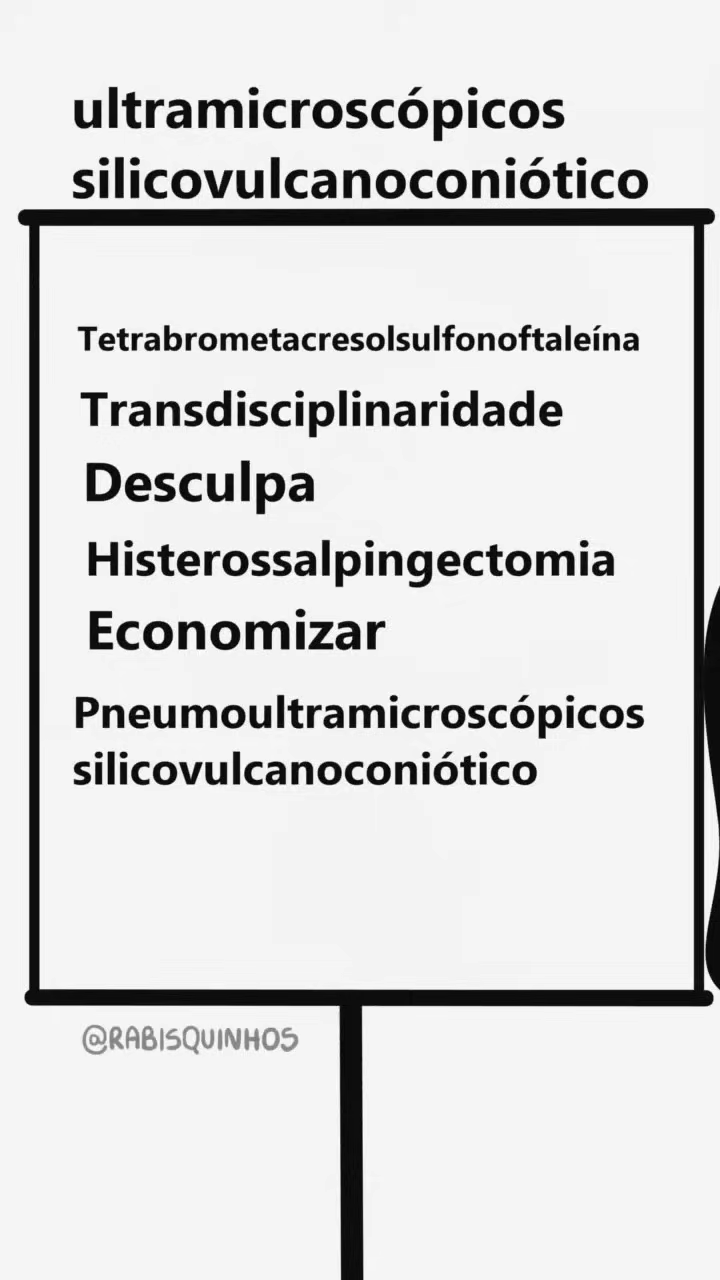 ultramicroscópicos
silicovulcanoconiótico
Tetrabrometacresolsulfonoftaleína
Transdisciplinaridade
Desculpa
Histerossalpingectomia
Economizar
Pneumoultramicroscópicos
silicovulcanoconiótico
@RABISQUINHOS